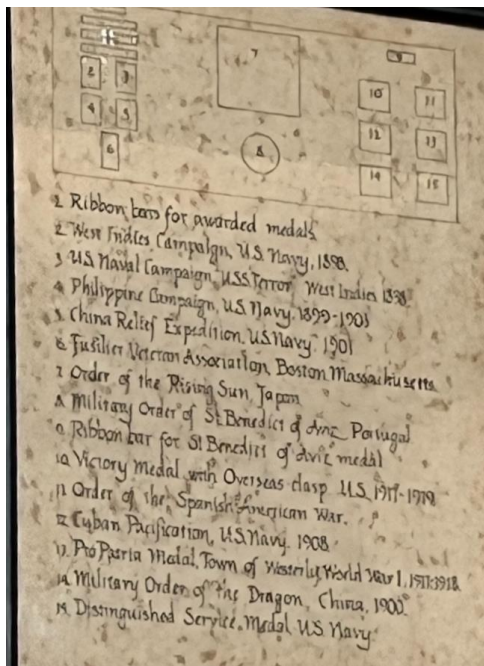 1
2
3
4
5
6
7
8
9
10
11
12
13
14
15
1 Ribbon bars for awarded medals
2 West Indies Campaign, U.S. Navy, 1898.
3 U.S. Naval Campaign, "USS Terror", West Indies 1898
4 Philippine Campaign, U.S. Navy. 1899-1903
5 China Relief Expedition, U.S. Navy. 1901
6 Fusilier Veteran Association, Boston Massachusetts
7 Order of the Rising Sun, Japan
8 Military Order of St Benedict of Aviz Portugal
9 Ribbon bar for St Benedict of Aviz medal
10 Victory Medal with Overseas clasp U.S. 1917-1919
11 Order of the Spanish American War.
12 Cuban Pacification, U.S. Navy. 1908
13 Pro Patria Medal, Town of Westerly, World War I, 1917-1918
14 Military Order of the Dragon, China, 1900.
15 Distinguished Service Medal U.S. Navy